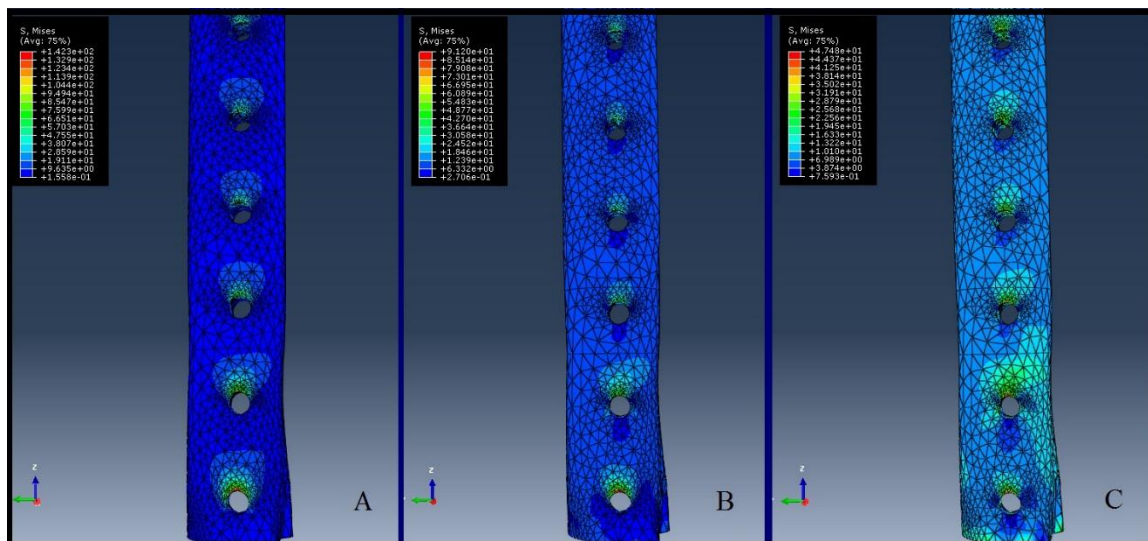 S, Mises
(Avg: 75%)
+1.423e+02
+1.329e+02
+1.234e+02
+1.139e+02
+1.044e+02
+9.494e+01
+8.547e+01
+7.599e+01
+6.651e+01
+5.703e+01
+4.755e+01
+3.807e+01
+2.859e+01
+1.911e+01
+9.635e+00
+1.558e-01
z
A
S, Mises
(Avg: 75%)
+9.120e+01
+8.514e+01
+7.908e+01
+7.301e+01
+6.695e+01
+6.089e+01
+5.483e+01
+4.877e+01
+4.270e+01
+3.664e+01
+3.058e+01
+2.452e+01
+1.846e+01
+1.239e+01
+6.332e+00
+2.706e-01
z
B
S, Mises
(Avg: 75%)
+4.748e+01
+4.437e+01
+4.125e+01
+3.814e+01
+3.502e+01
+3.191e+01
+2.879e+01
+2.568e+01
+2.256e+01
+1.945e+01
+1.633e+01
+1.322e+01
+1.010e+01
+6.989e+00
+3.874e+00
+7.593e-01
z
C